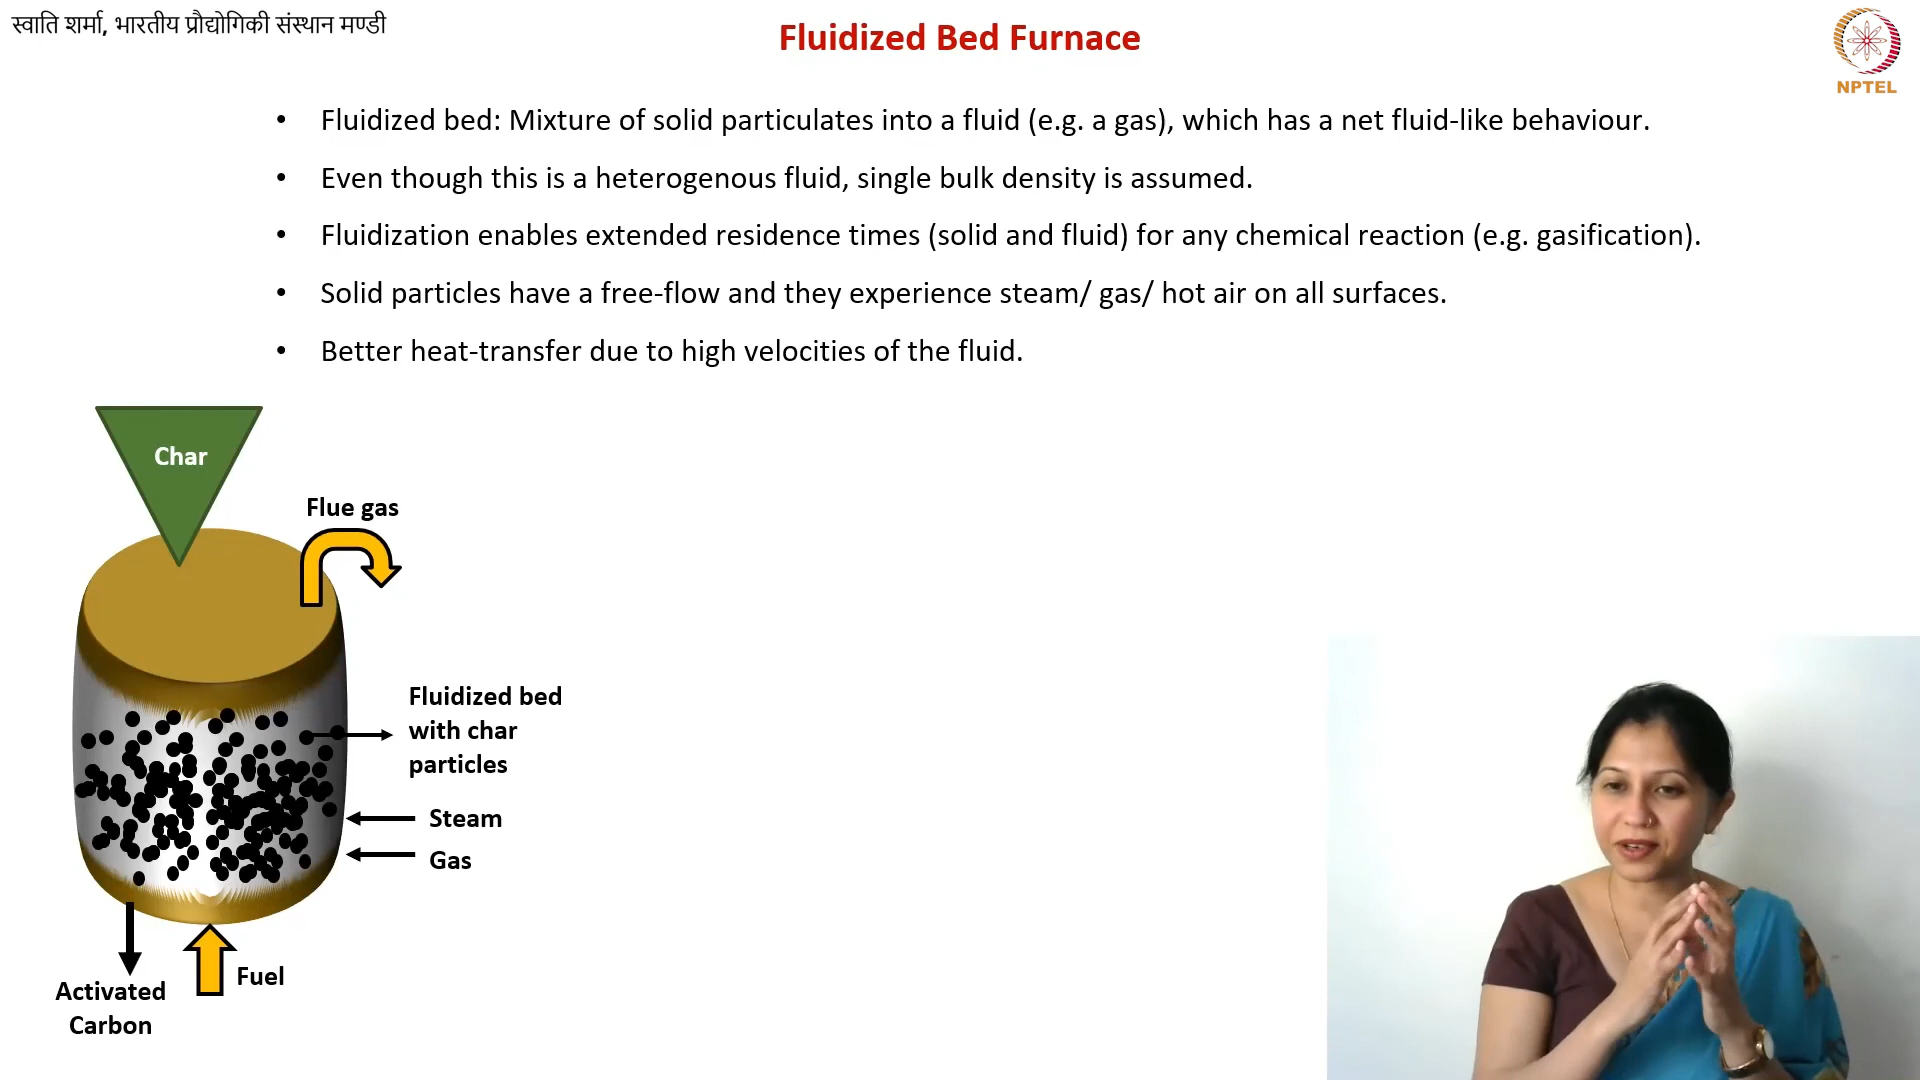 स्वाति शर्मा, भारतीय प्रौद्योगिकी संस्थान मण्डी
Fluidized Bed Furnace
NPTEL
• Fluidized bed: Mixture of solid particulates into a fluid (e.g. a gas), which has a net fluid-like behaviour.
• Even though this is a heterogenous fluid, single bulk density is assumed.
• Fluidization enables extended residence times (solid and fluid) for any chemical reaction (e.g. gasification).
• Solid particles have a free-flow and they experience steam/ gas/ hot air on all surfaces.
• Better heat-transfer due to high velocities of the fluid.
Char
Flue gas
Fluidized bed
with char
particles
Steam
Gas
Fuel
Activated
Carbon